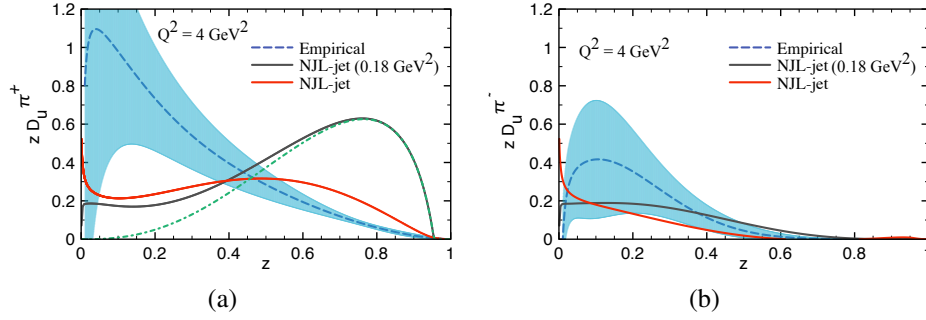 1.2
1
0.8
0.6
0.4
0.2
0
z D_u^π+
Q² = 4 GeV²
Empirical
NJL-jet (0.18 GeV²)
NJL-jet
0 0.2 0.4 0.6 0.8 1
z
(a)
1.2
1
0.8
0.6
0.4
0.2
0
z D_u^π-
Q² = 4 GeV²
Empirical
NJL-jet (0.18 GeV²)
NJL-jet
0 0.2 0.4 0.6 0.8
z
(b)